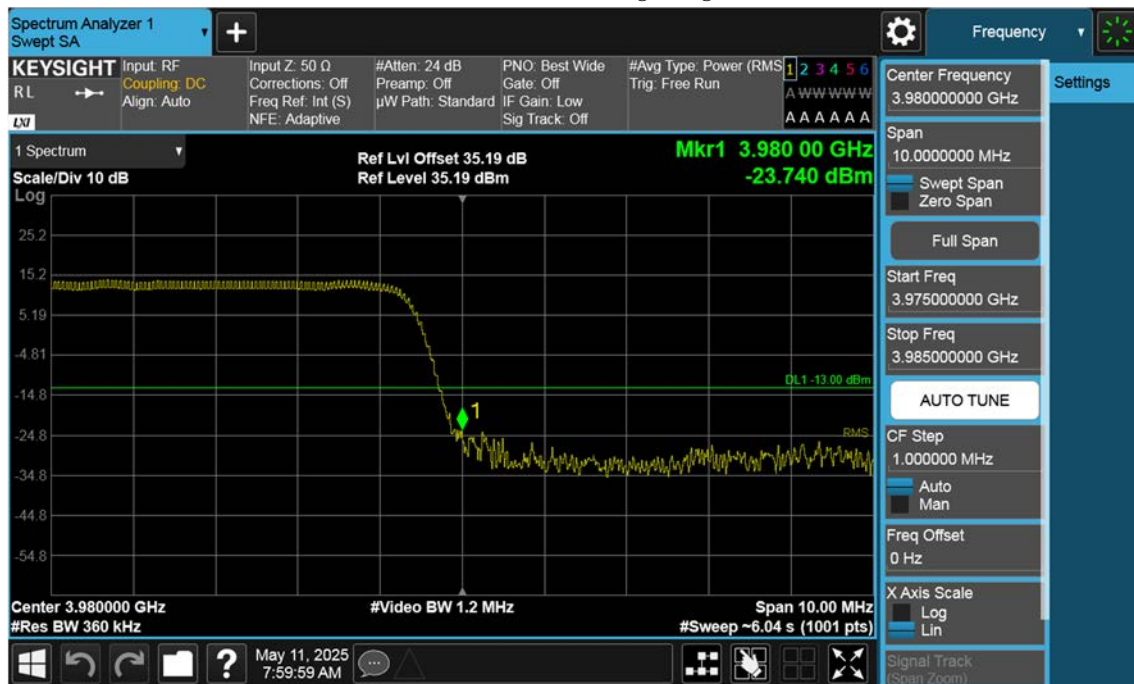 Spectrum Analyzer 1
Swept SA
Frequency
KEYSIGHT
RL
LXI
Input: RF
Coupling: DC
Align: Auto
Input Z: 50 Ω
Corrections: Off
Freq Ref: Int (S)
NFE: Adaptive
#Atten: 24 dB
Preamp: Off
µW Path: Standard
PNO: Best Wide
Gate: Off
IF Gain: Low
Sig Track: Off
#Avg Type: Power (RMS
Trig: Free Run
1 2 3 4 5 6
A W W W W W
A A A A A A
1 Spectrum
Scale/Div 10 dB
Ref Lvl Offset 35.19 dB
Ref Level 35.19 dBm
Mkr1 3.980 00 GHz
-23.740 dBm
Log
25.2
15.2
5.19
-4.81
-14.8
-24.8
-34.8
-44.8
-54.8
DL1 -13.00 dBm
1
RMS
Center 3.980000 GHz
#Res BW 360 kHz
#Video BW 1.2 MHz
Span 10.00 MHz
#Sweep ~6.04 s (1001 pts)
Center Frequency
3.980000000 GHz
Span
10.0000000 MHz
Swept Span
Zero Span
Full Span
Start Freq
3.975000000 GHz
Stop Freq
3.985000000 GHz
AUTO TUNE
CF Step
1.000000 MHz
Auto
Man
Freq Offset
0 Hz
X Axis Scale
Log
Lin
Signal Track
(Span Zoom)
Settings
?
May 11, 2025
7:59:59 AM